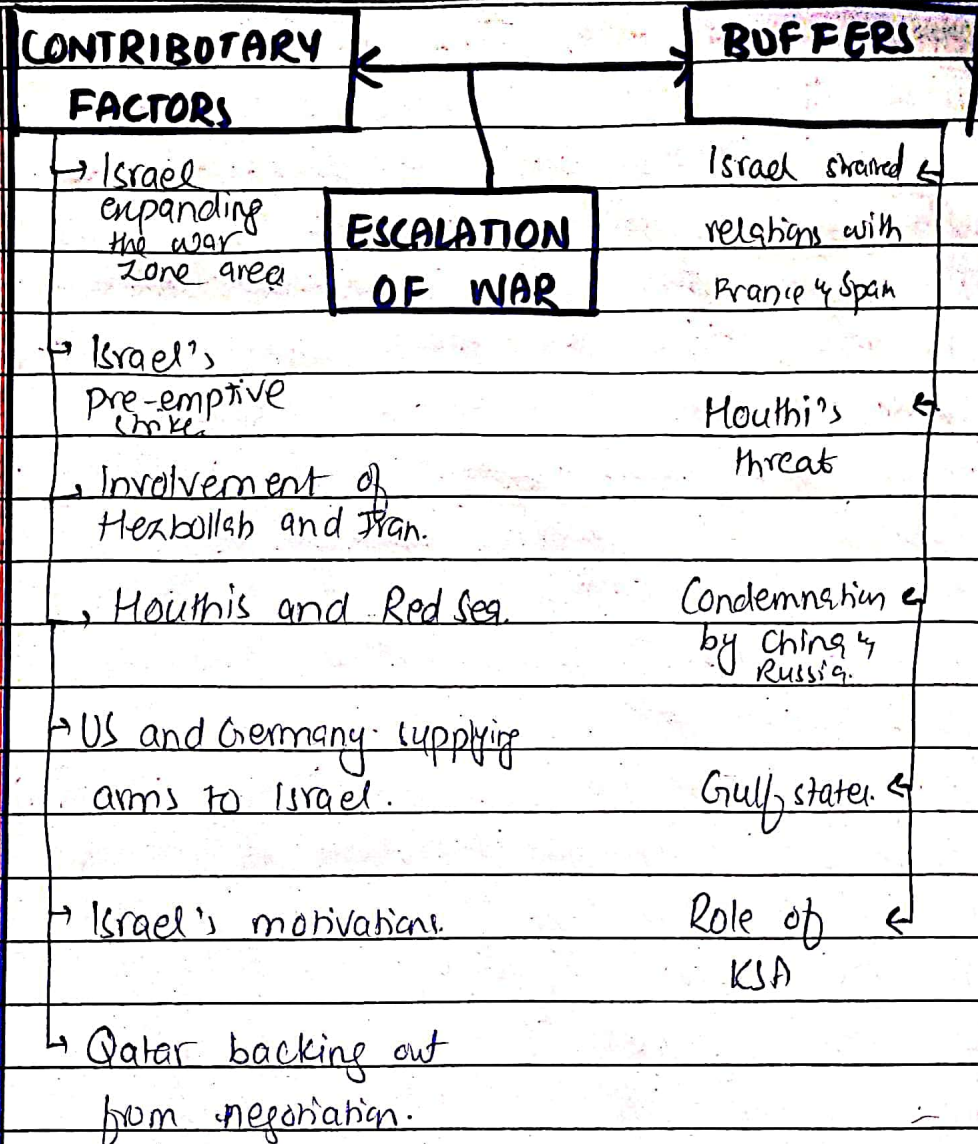 CONTRIBUTARY
FACTORS
BUFFERS
ESCALATION
OF WAR
→ Israel
expanding
the war
zone area
→ Israel's
pre-emptive
strike.
→ Involvement of
Hezbollah and Iran.
→ Houthis and Red Sea.
→ US and Germany supplying
arms to Israel.
→ Israel's motivations.
→ Qatar backing out
from negotiation.
Israel strained
relations with
France & Spain
Houthi's
threat
Condemnation
by China &
Russia.
Gulf states.
Role of
KSA